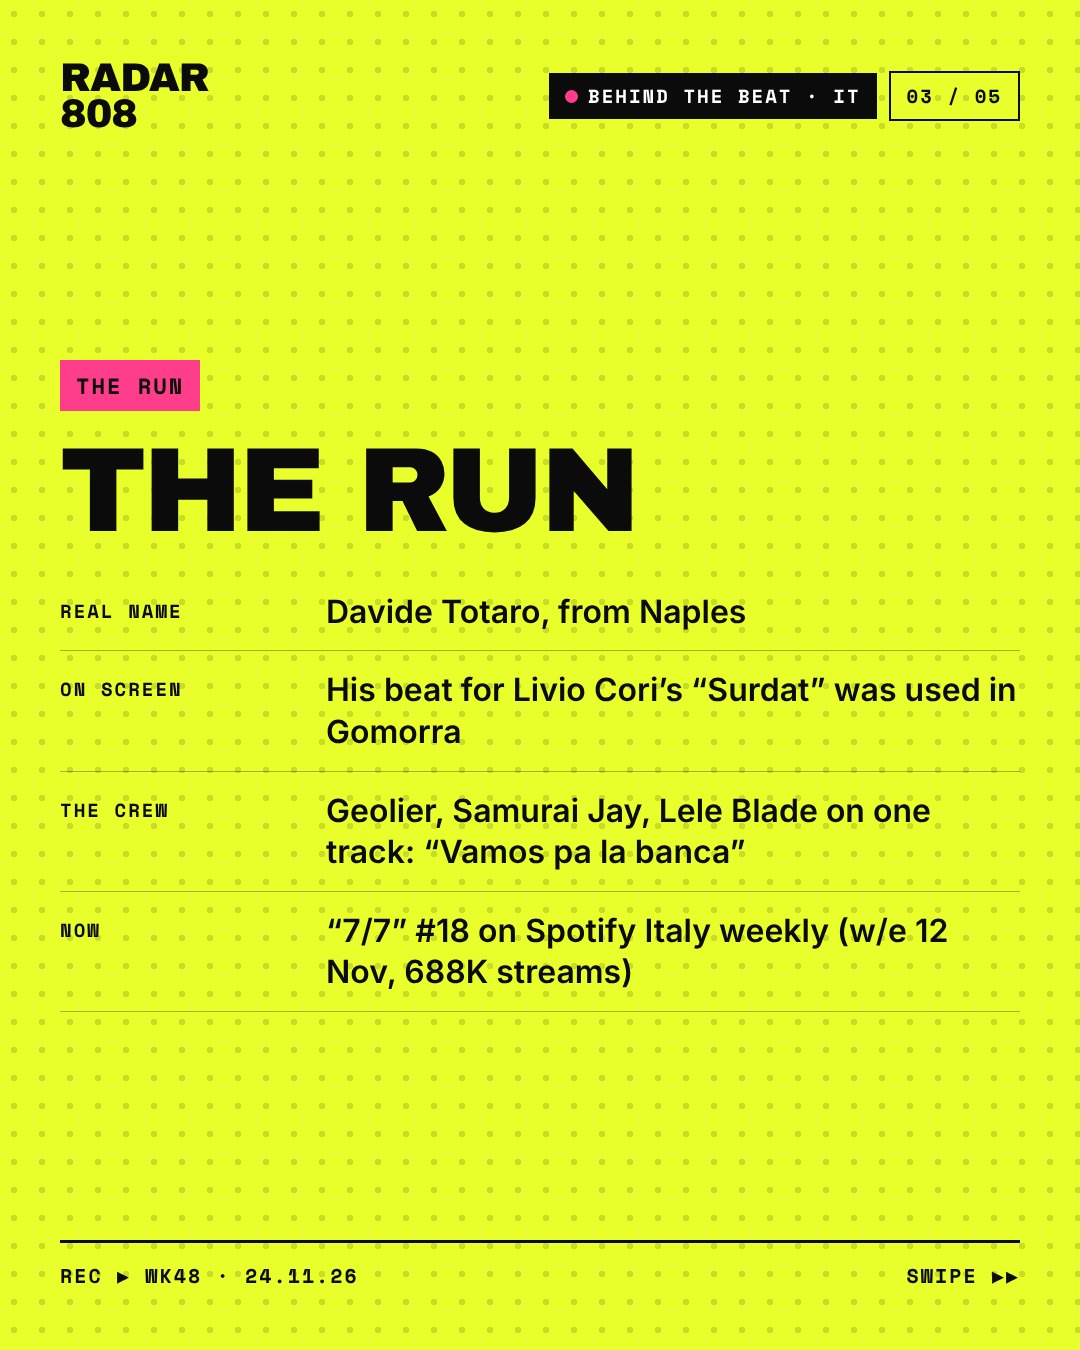 RADAR
808
BEHIND THE BEAT · IT
03 / 05
THE RUN
THE RUN
REAL NAME
Davide Totaro, from Naples
ON SCREEN
His beat for Livio Cori’s “Surdat” was used in
Gomorra
THE CREW
Geolier, Samurai Jay, Lele Blade on one
track: “Vamos pa la banca”
NOW
“7/7” #18 on Spotify Italy weekly (w/e 12
Nov, 688K streams)
REC ▶ WK48 · 24.11.26
SWIPE ▶▶